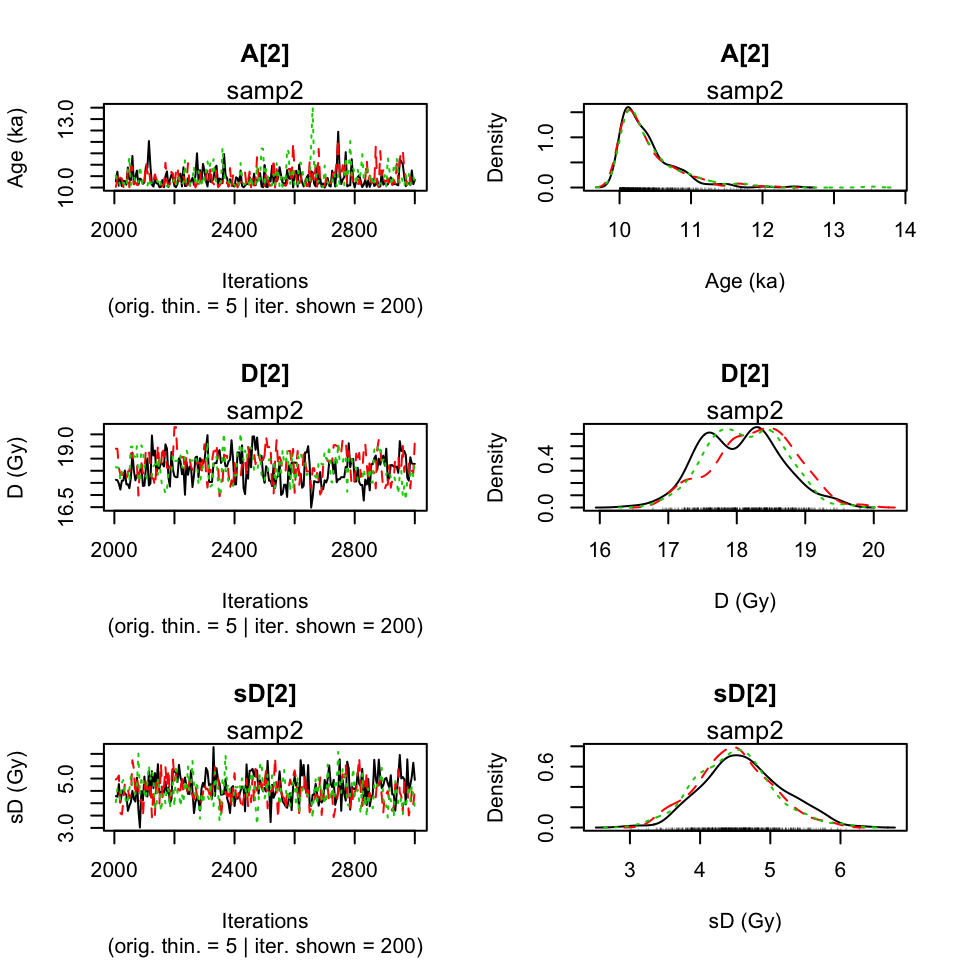 A[2]
samp2
Age (ka)
13.0
10.0
2000 2400 2800
Iterations
(orig. thin. = 5 | iter. shown = 200)
A[2]
samp2
Density
1.0
0.0
10 11 12 13 14
Age (ka)
D[2]
samp2
D (Gy)
19.0
16.5
2000 2400 2800
Iterations
(orig. thin. = 5 | iter. shown = 200)
D[2]
samp2
Density
0.4
0.0
16 17 18 19 20
D (Gy)
sD[2]
samp2
sD (Gy)
5.0
3.0
2000 2400 2800
Iterations
(orig. thin. = 5 | iter. shown = 200)
sD[2]
samp2
Density
0.6
0.0
3 4 5 6
sD (Gy)